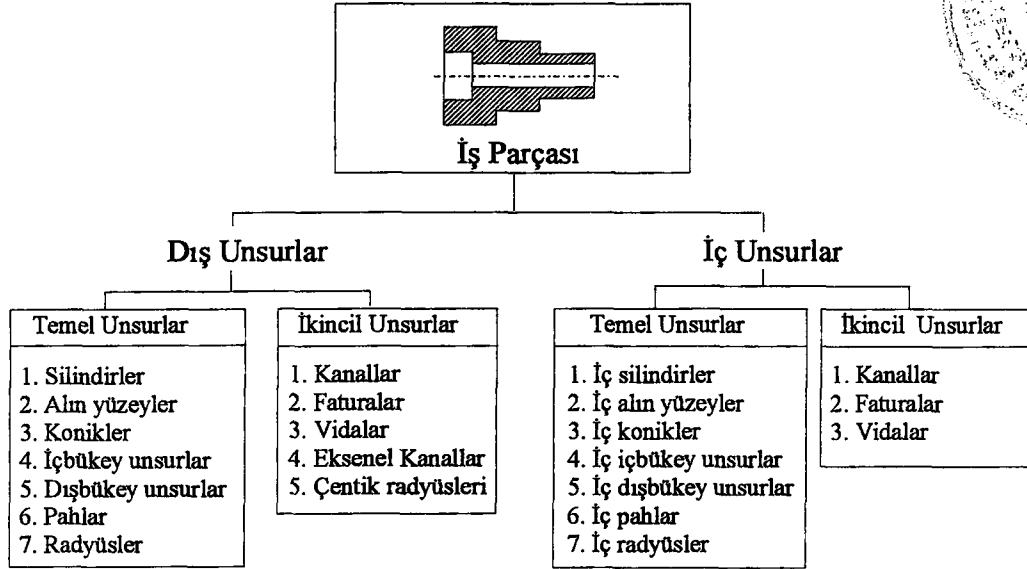 İş Parçası
Dış Unsurlar
İç Unsurlar
Temel Unsurlar
1. Silindirler
2. Alın yüzeyler
3. Konikler
4. İçbükey unsurlar
5. Dışbükey unsurlar
6. Pahlar
7. Radyüsler
İkincil Unsurlar
1. Kanallar
2. Faturalar
3. Vidalar
4. Eksenel Kanallar
5. Çentik radyüsleri
Temel Unsurlar
1. İç silindirler
2. İç alın yüzeyler
3. İç konikler
4. İç içbükey unsurlar
5. İç dışbükey unsurlar
6. İç pahlar
7. İç radyüsler
İkincil Unsurlar
1. Kanallar
2. Faturalar
3. Vidalar